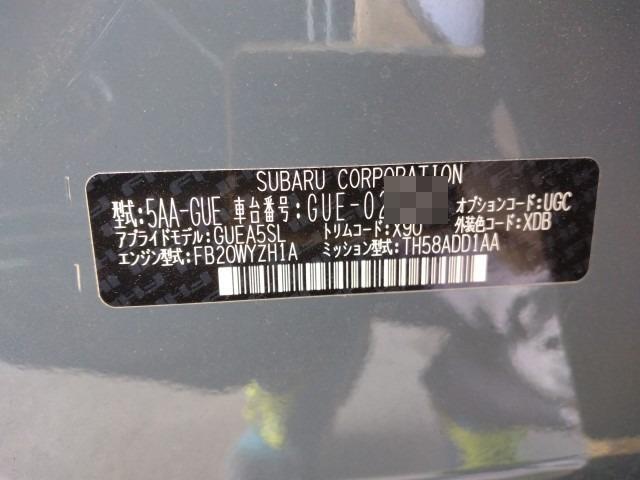 SUBARU CORPORATION
型式:5AA-GUE 車台番号:GUE-02 オプションコード:UGC
アプライドモデル:GUEA5SL トリムコード:X90 外装色コード:XDB
エンジン型式:FB20WYZH1A ミッション型式:TH58ADD1AA